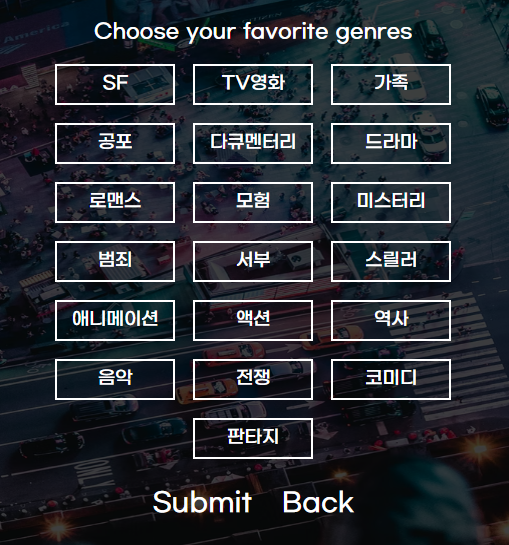 Choose your favorite genres
SF TV영화 가족
공포 다큐멘터리 드라마
로맨스 모험 미스터리
범죄 서부 스릴러
애니메이션 액션 역사
음악 전쟁 코미디
판타지
Submit Back
America
ONLY